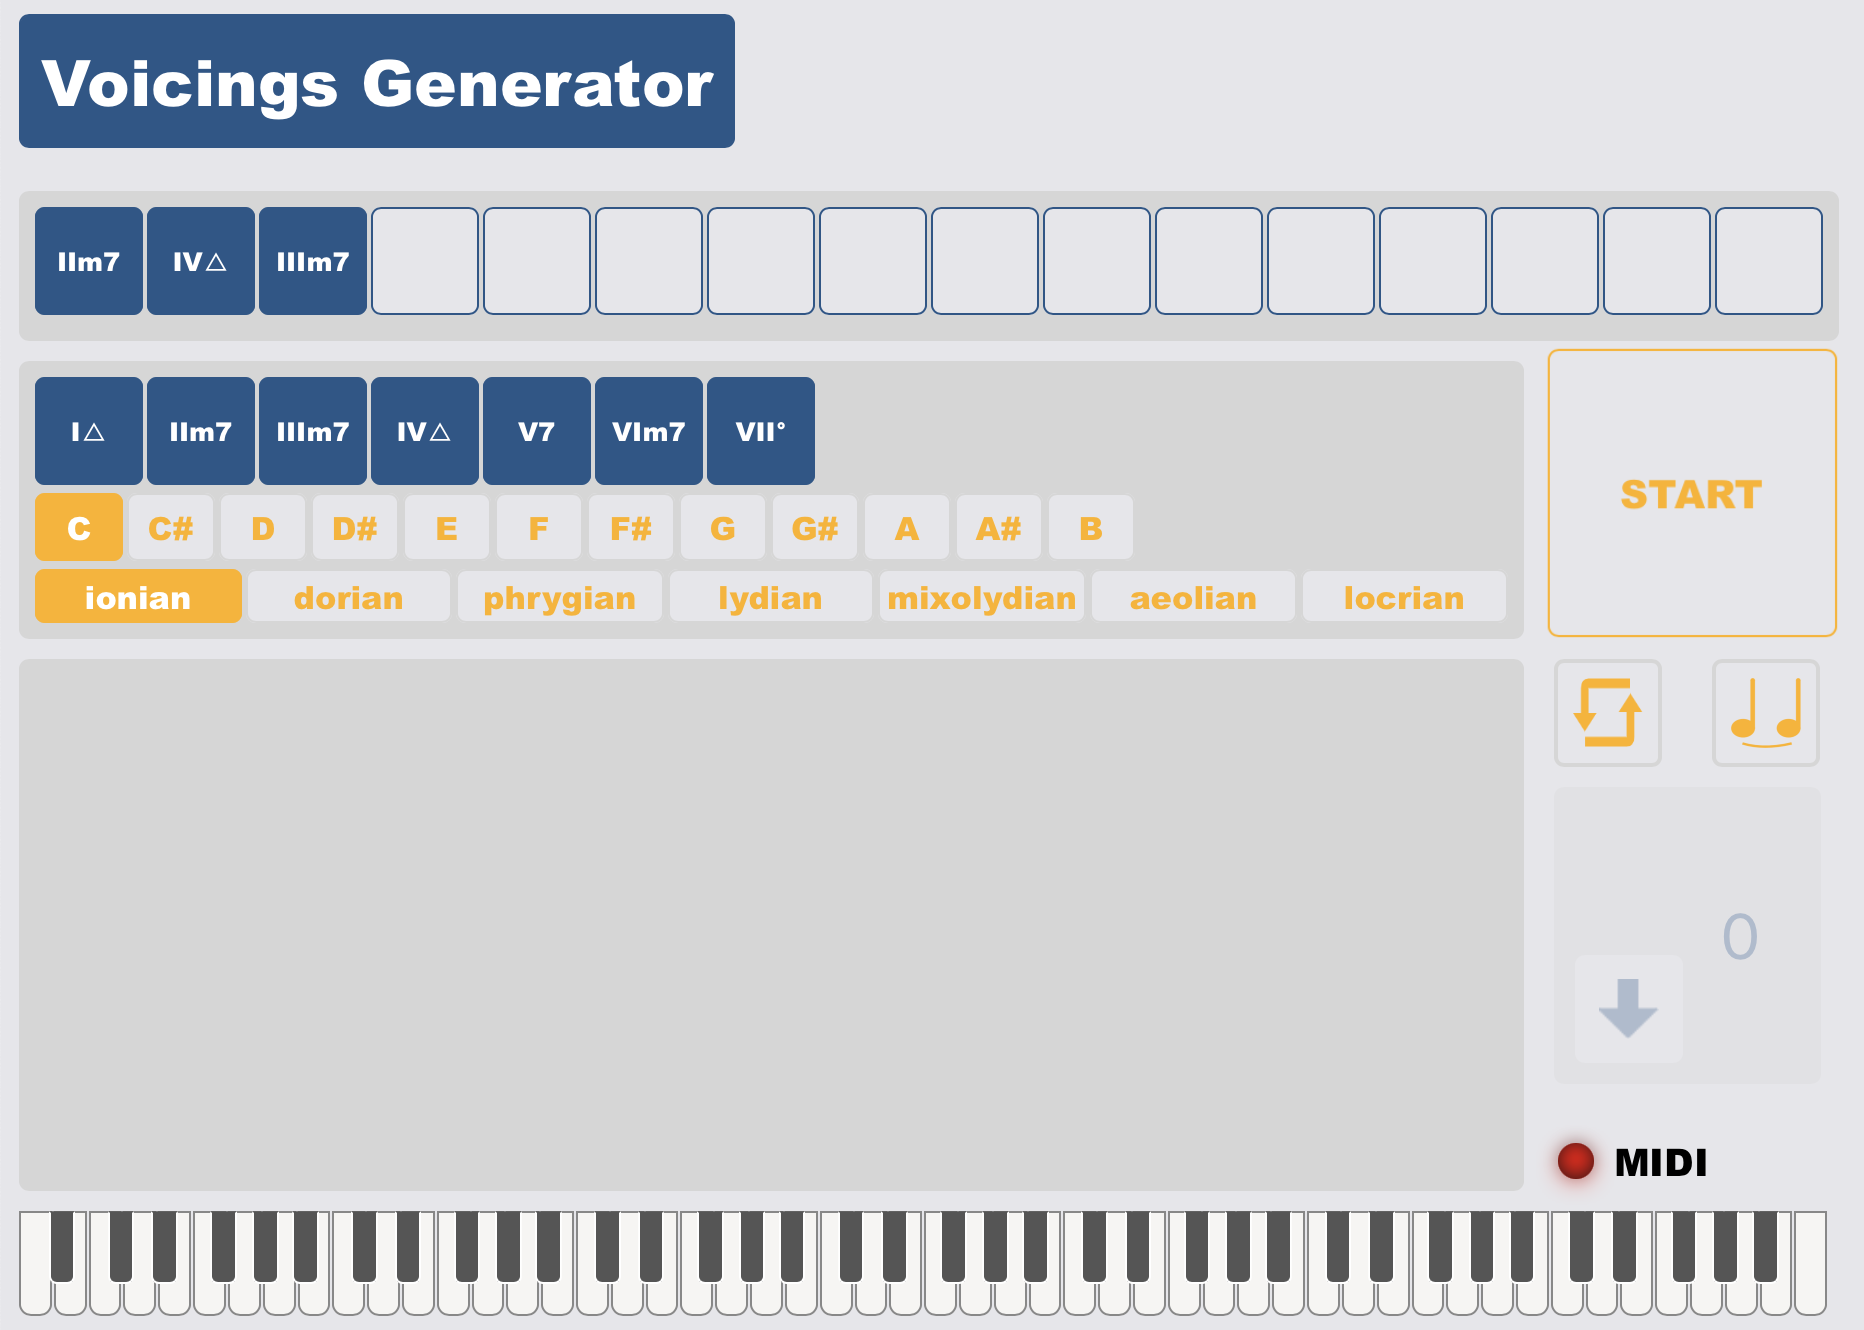 Voicings Generator
IIm7 IV△ IIIm7
I△ IIm7 IIIm7 IV△ V7 VIm7 VII°
START
C C# D D# E F F# G G# A A# B
ionian dorian phrygian lydian mixolydian aeolian locrian
0
MIDI